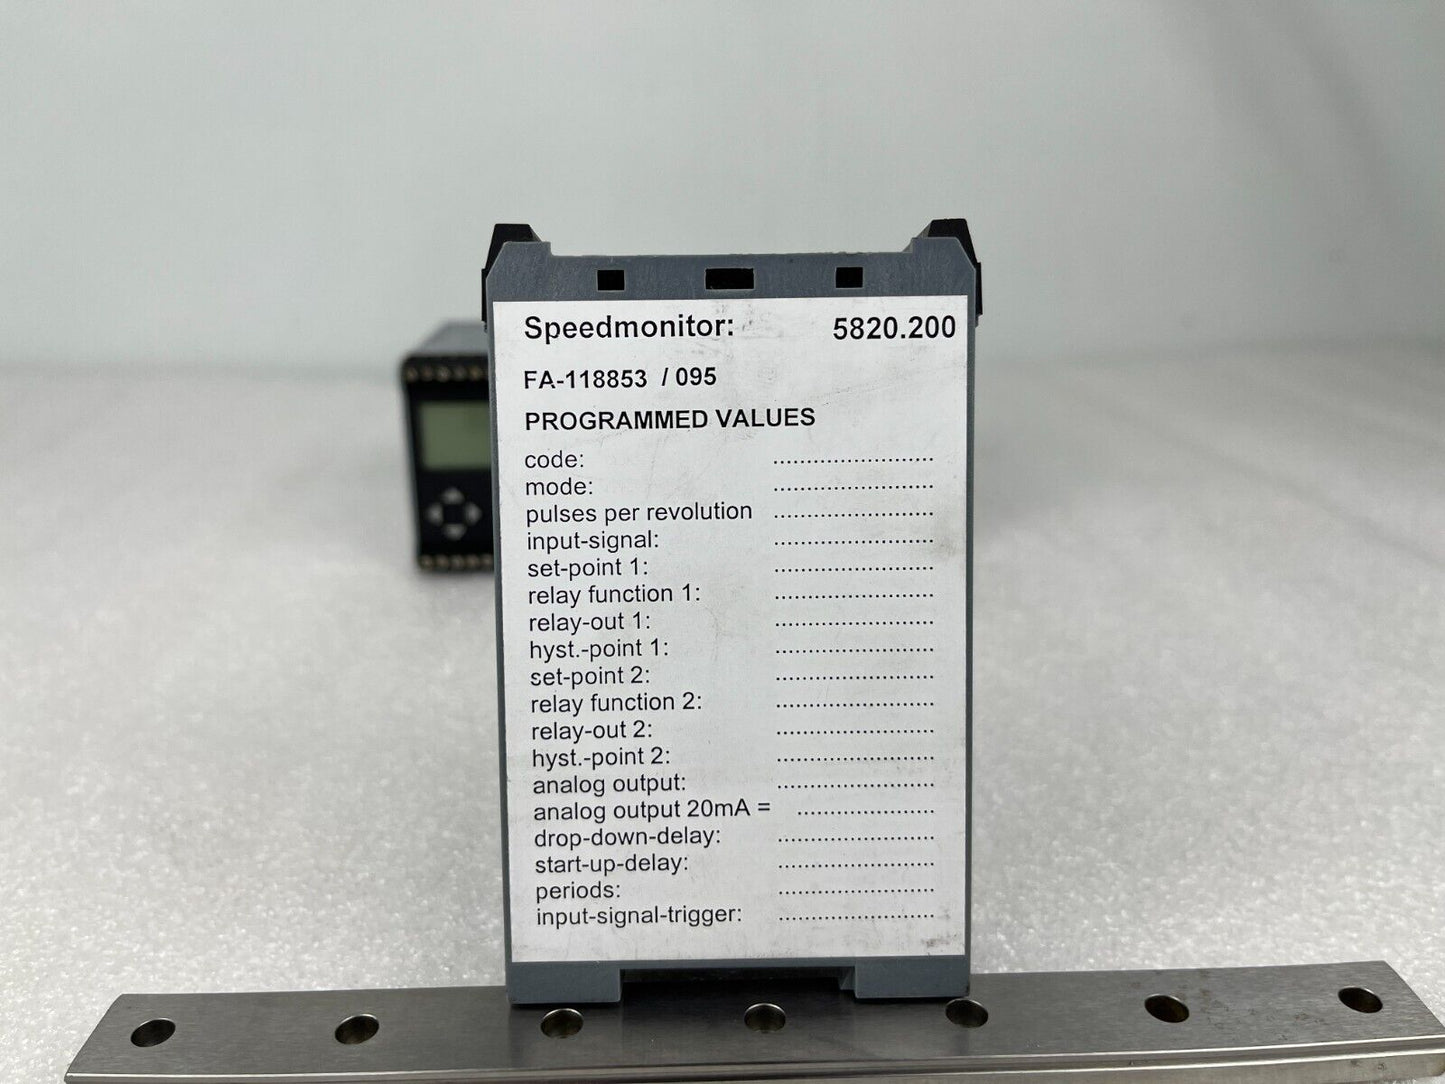 Speedmonitor: 5820.200
FA-118853 / 095
PROGRAMMED VALUES
code: ........................
mode: ........................
pulses per revolution ........................
input-signal: ........................
set-point 1: ........................
relay function 1: ........................
relay-out 1: ........................
hyst.-point 1: ........................
set-point 2: ........................
relay function 2: ........................
relay-out 2: ........................
hyst.-point 2: ........................
analog output: ........................
analog output 20mA = .....................
drop-down-delay: ........................
start-up-delay: ........................
periods: ........................
input-signal-trigger: ........................